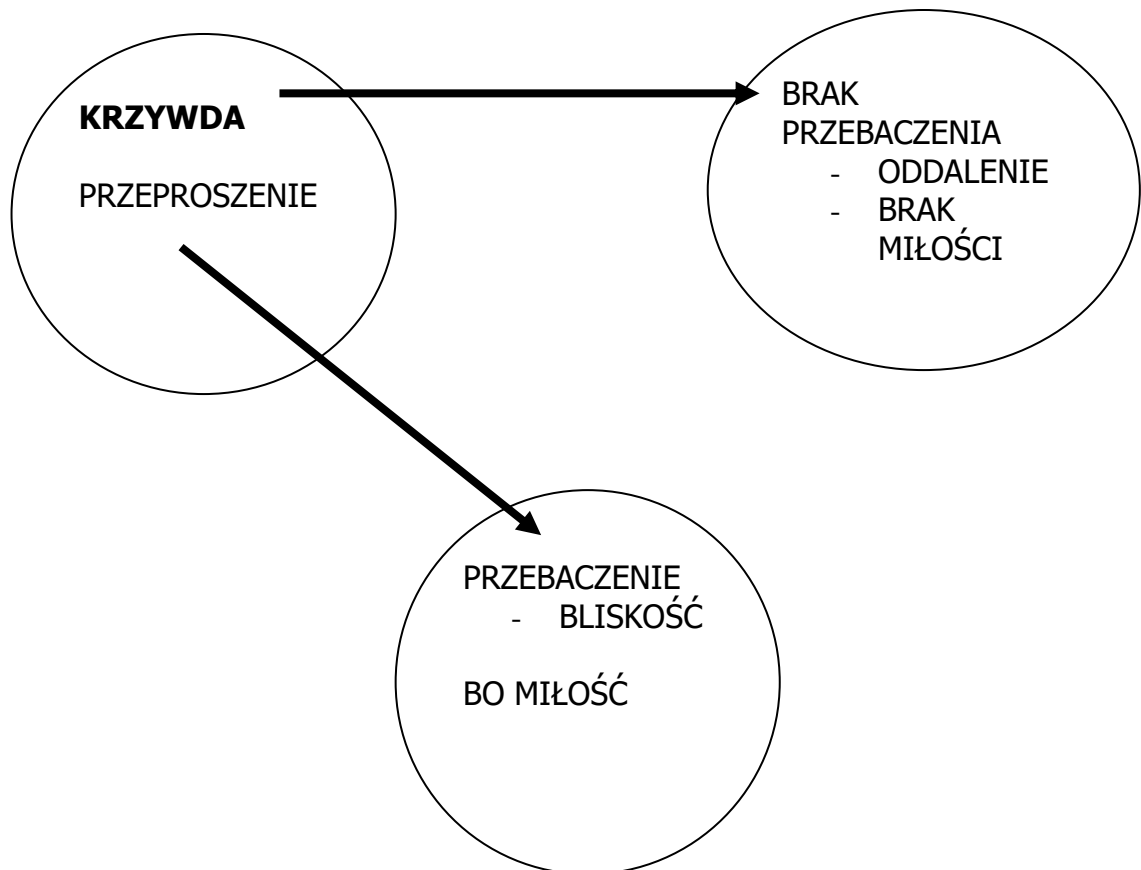 KRZYWDA
PRZEPROSZENIE
BRAK
PRZEBACZENIA
- ODDALENIE
- BRAK
MIŁOŚCI
PRZEBACZENIE
- BLISKOŚĆ
BO MIŁOŚĆ